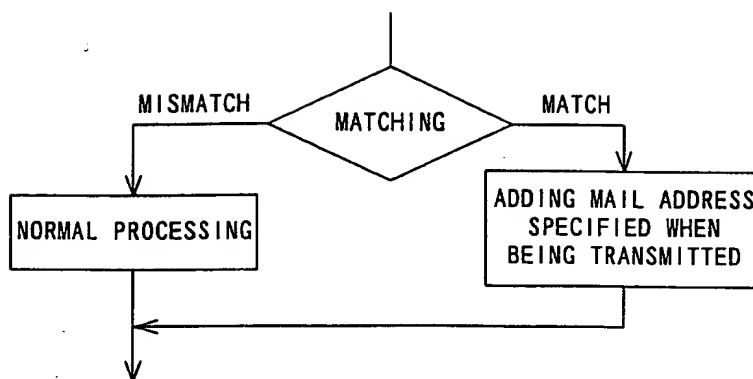 MISMATCH
MATCHING
MATCH
NORMAL PROCESSING
ADDING MAIL ADDRESS
SPECIFIED WHEN
BEING TRANSMITTED